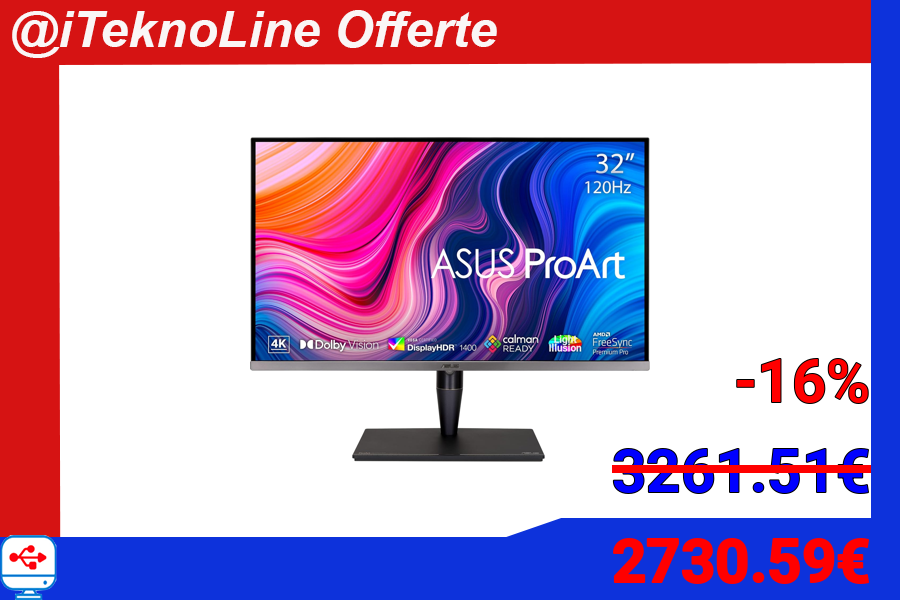 @iTeknoLine Offerte
32”
120Hz
ASUS ProArt
4K Dolby Vision DisplayHDR™ 1400 calman READY Light Illusion AMD FreeSync Premium Pro
-16%
3261.51€
2730.59€